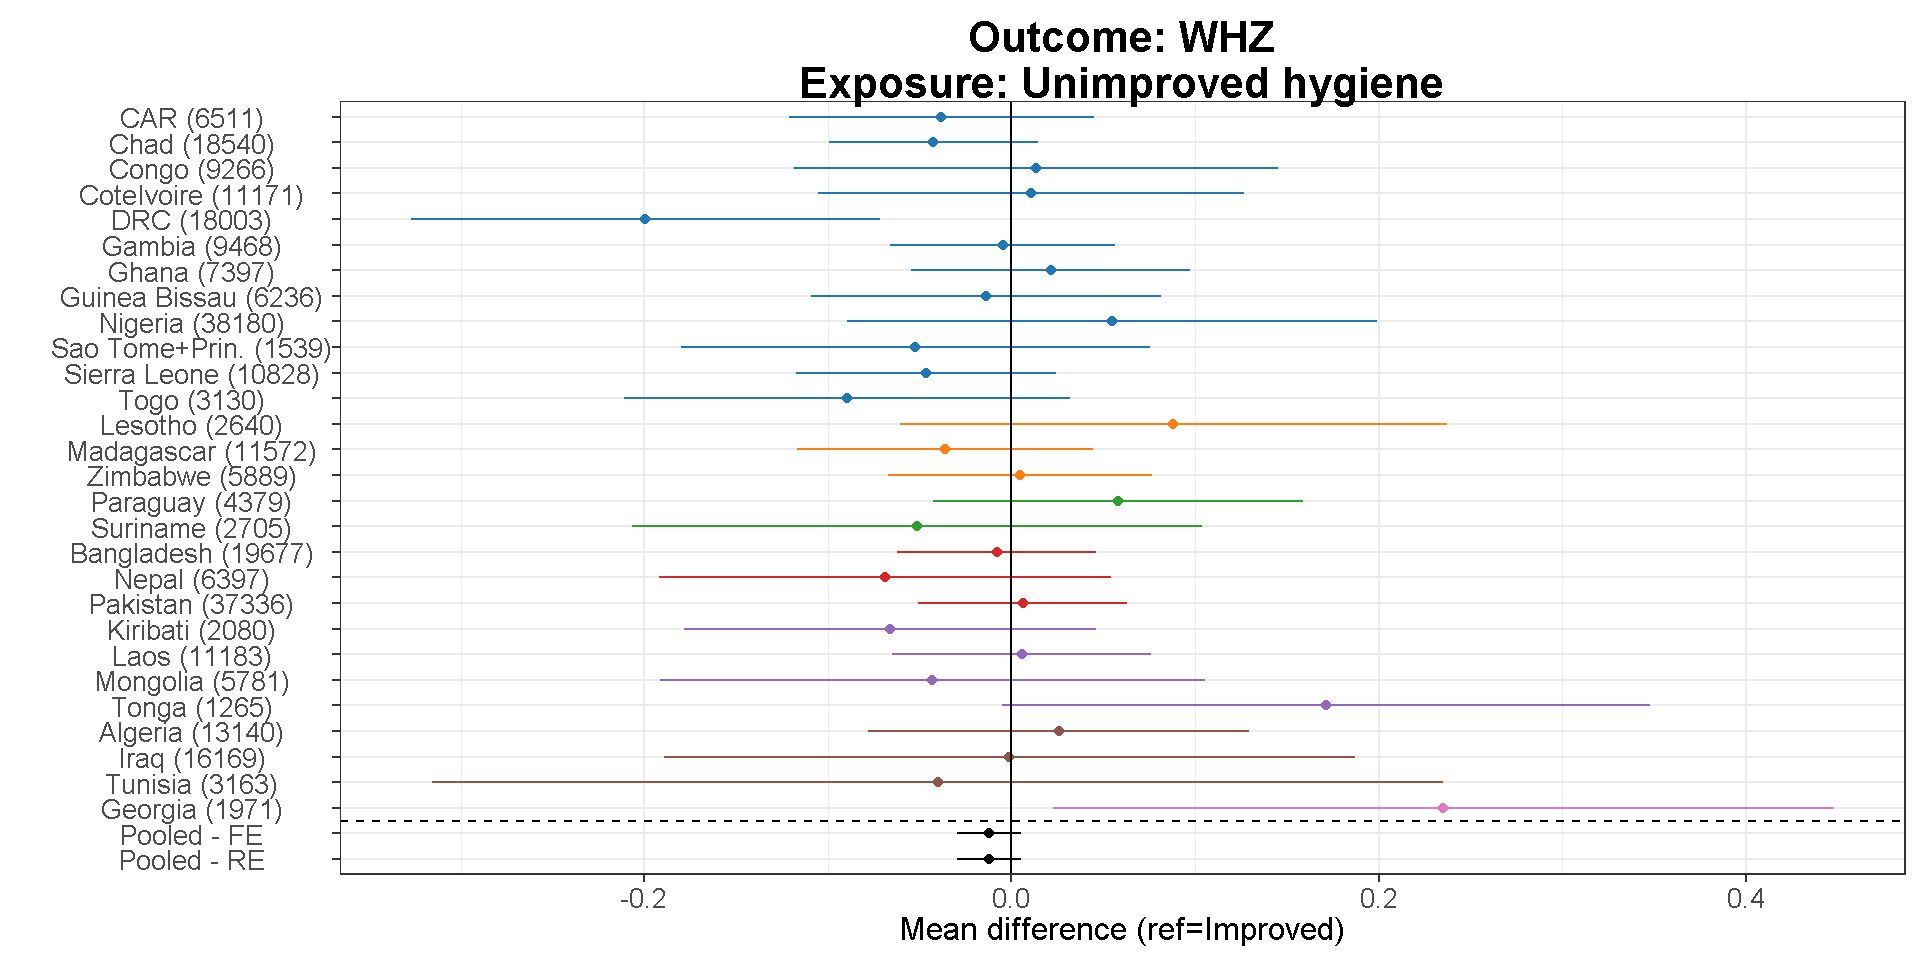 Outcome: WHZ
Exposure: Unimproved hygiene
CAR (6511)
Chad (18540)
Congo (9266)
CoteIvoire (11171)
DRC (18003)
Gambia (9468)
Ghana (7397)
Guinea Bissau (6236)
Nigeria (38180)
Sao Tome+Prin. (1539)
Sierra Leone (10828)
Togo (3130)
Lesotho (2640)
Madagascar (11572)
Zimbabwe (5889)
Paraguay (4379)
Suriname (2705)
Bangladesh (19677)
Nepal (6397)
Pakistan (37336)
Kiribati (2080)
Laos (11183)
Mongolia (5781)
Tonga (1265)
Algeria (13140)
Iraq (16169)
Tunisia (3163)
Georgia (1971)
Pooled - FE
Pooled - RE
-0.2 0.0 0.2 0.4
Mean difference (ref=Improved)